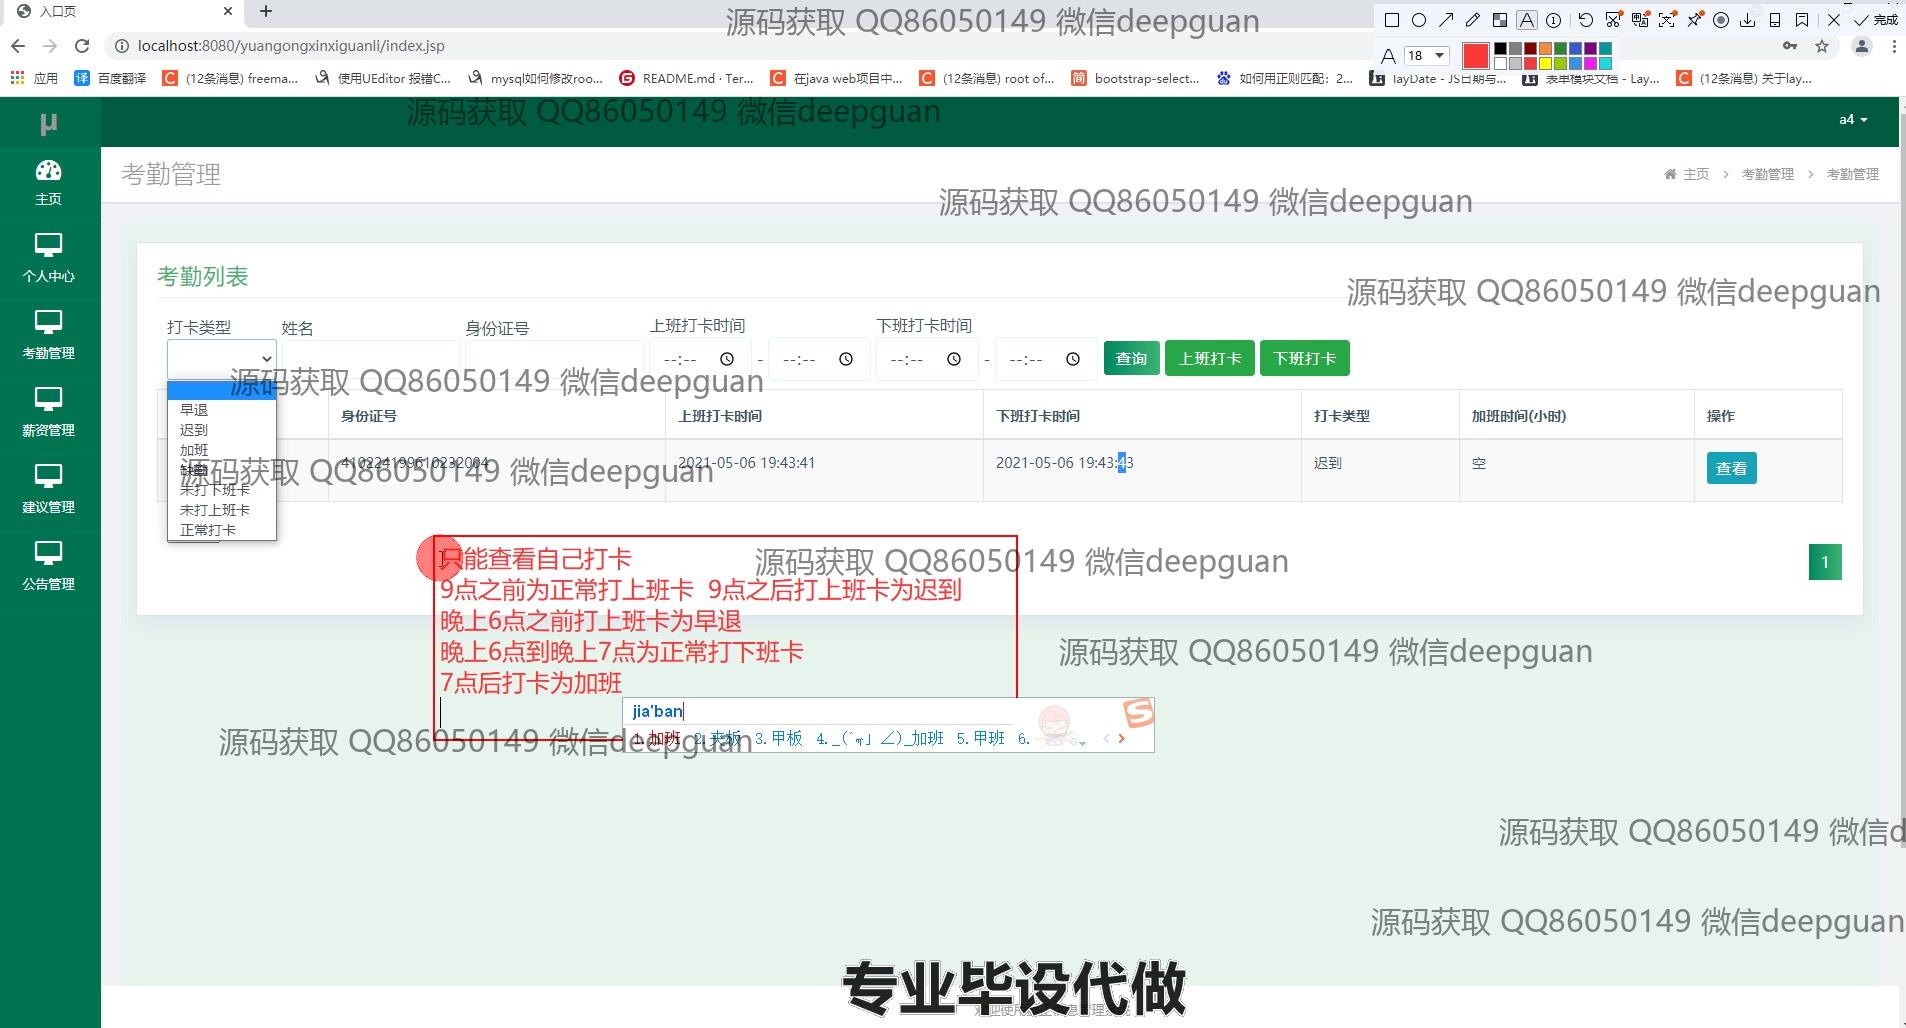 入口页
源码获取 QQ86050149 微信deepguan
完成
localhost:8080/yuangongxinxiguanli/index.jsp
18
应用 百度翻译 (12条消息) freema... 使用UEditor 报错C... mysql如何修改roo... README.md · Ter... 在java web项目中... (12条消息) root of... bootstrap-select... 如何用正则匹配：2... layDate - JS日期与... 表单模块文档 - Lay... (12条消息) 关于lay...
源码获取 QQ86050149 微信deepguan
μ
a4
主页
个人中心
考勤管理
薪资管理
建议管理
公告管理
考勤管理
主页 > 考勤管理 > 考勤管理
源码获取 QQ86050149 微信deepguan
考勤列表
源码获取 QQ86050149 微信deepguan
打卡类型 姓名 身份证号 上班打卡时间 下班打卡时间
--:-- - --:-- --:-- - --:-- 查询 上班打卡 下班打卡
源码获取 QQ86050149 微信deepguan
早退
迟到
加班
缺勤
未打下班卡
未打上班卡
正常打卡
身份证号 上班打卡时间 下班打卡时间 打卡类型 加班时间(小时) 操作
410224199610232004 2021-05-06 19:43:41 2021-05-06 19:43:43 迟到 空 查看
源码获取 QQ86050149 微信deepguan
1
只能查看自己打卡
9点之前为正常打上班卡 9点之后打上班卡为迟到
晚上6点之前打上班卡为早退
晚上6点到晚上7点为正常打下班卡
7点后打卡为加班
源码获取 QQ86050149 微信deepguan
源码获取 QQ86050149 微信deepguan
jia'ban
1.加班 2.夹板 3.甲板 4._(´ཀ`」 ∠)_加班 5.甲班 6.
源码获取 QQ86050149 微信deepguan
源码获取 QQ86050149 微信d
源码获取 QQ86050149 微信deepguan
专业毕设代做